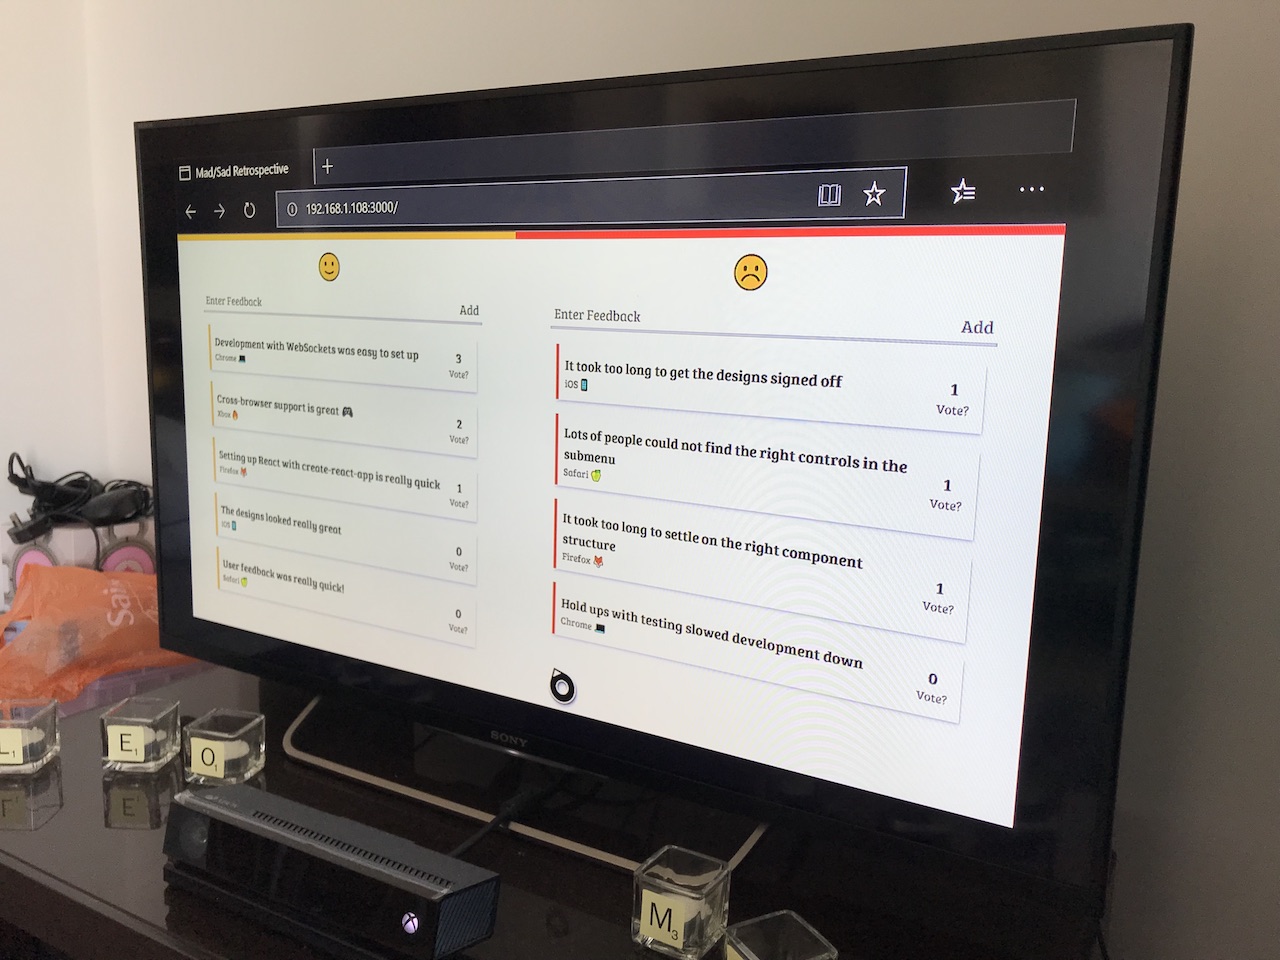 Mad/Sad Retrospective
192.168.1.108:3000/
Enter Feedback
Add
Development with WebSockets was easy to set up
Chrome
3
Vote?
Cross-browser support is great
Xbox
2
Vote?
Setting up React with create-react-app is really quick
Firefox
1
Vote?
The designs looked really great
iOS
0
Vote?
User feedback was really quick!
Safari
0
Vote?
Enter Feedback
Add
It took too long to get the designs signed off
iOS
1
Vote?
Lots of people could not find the right controls in the
submenu
Safari
1
Vote?
It took too long to settle on the right component
structure
Firefox
1
Vote?
Hold ups with testing slowed development down
Chrome
0
Vote?
SONY
Sai
L1
E1
O1
M3